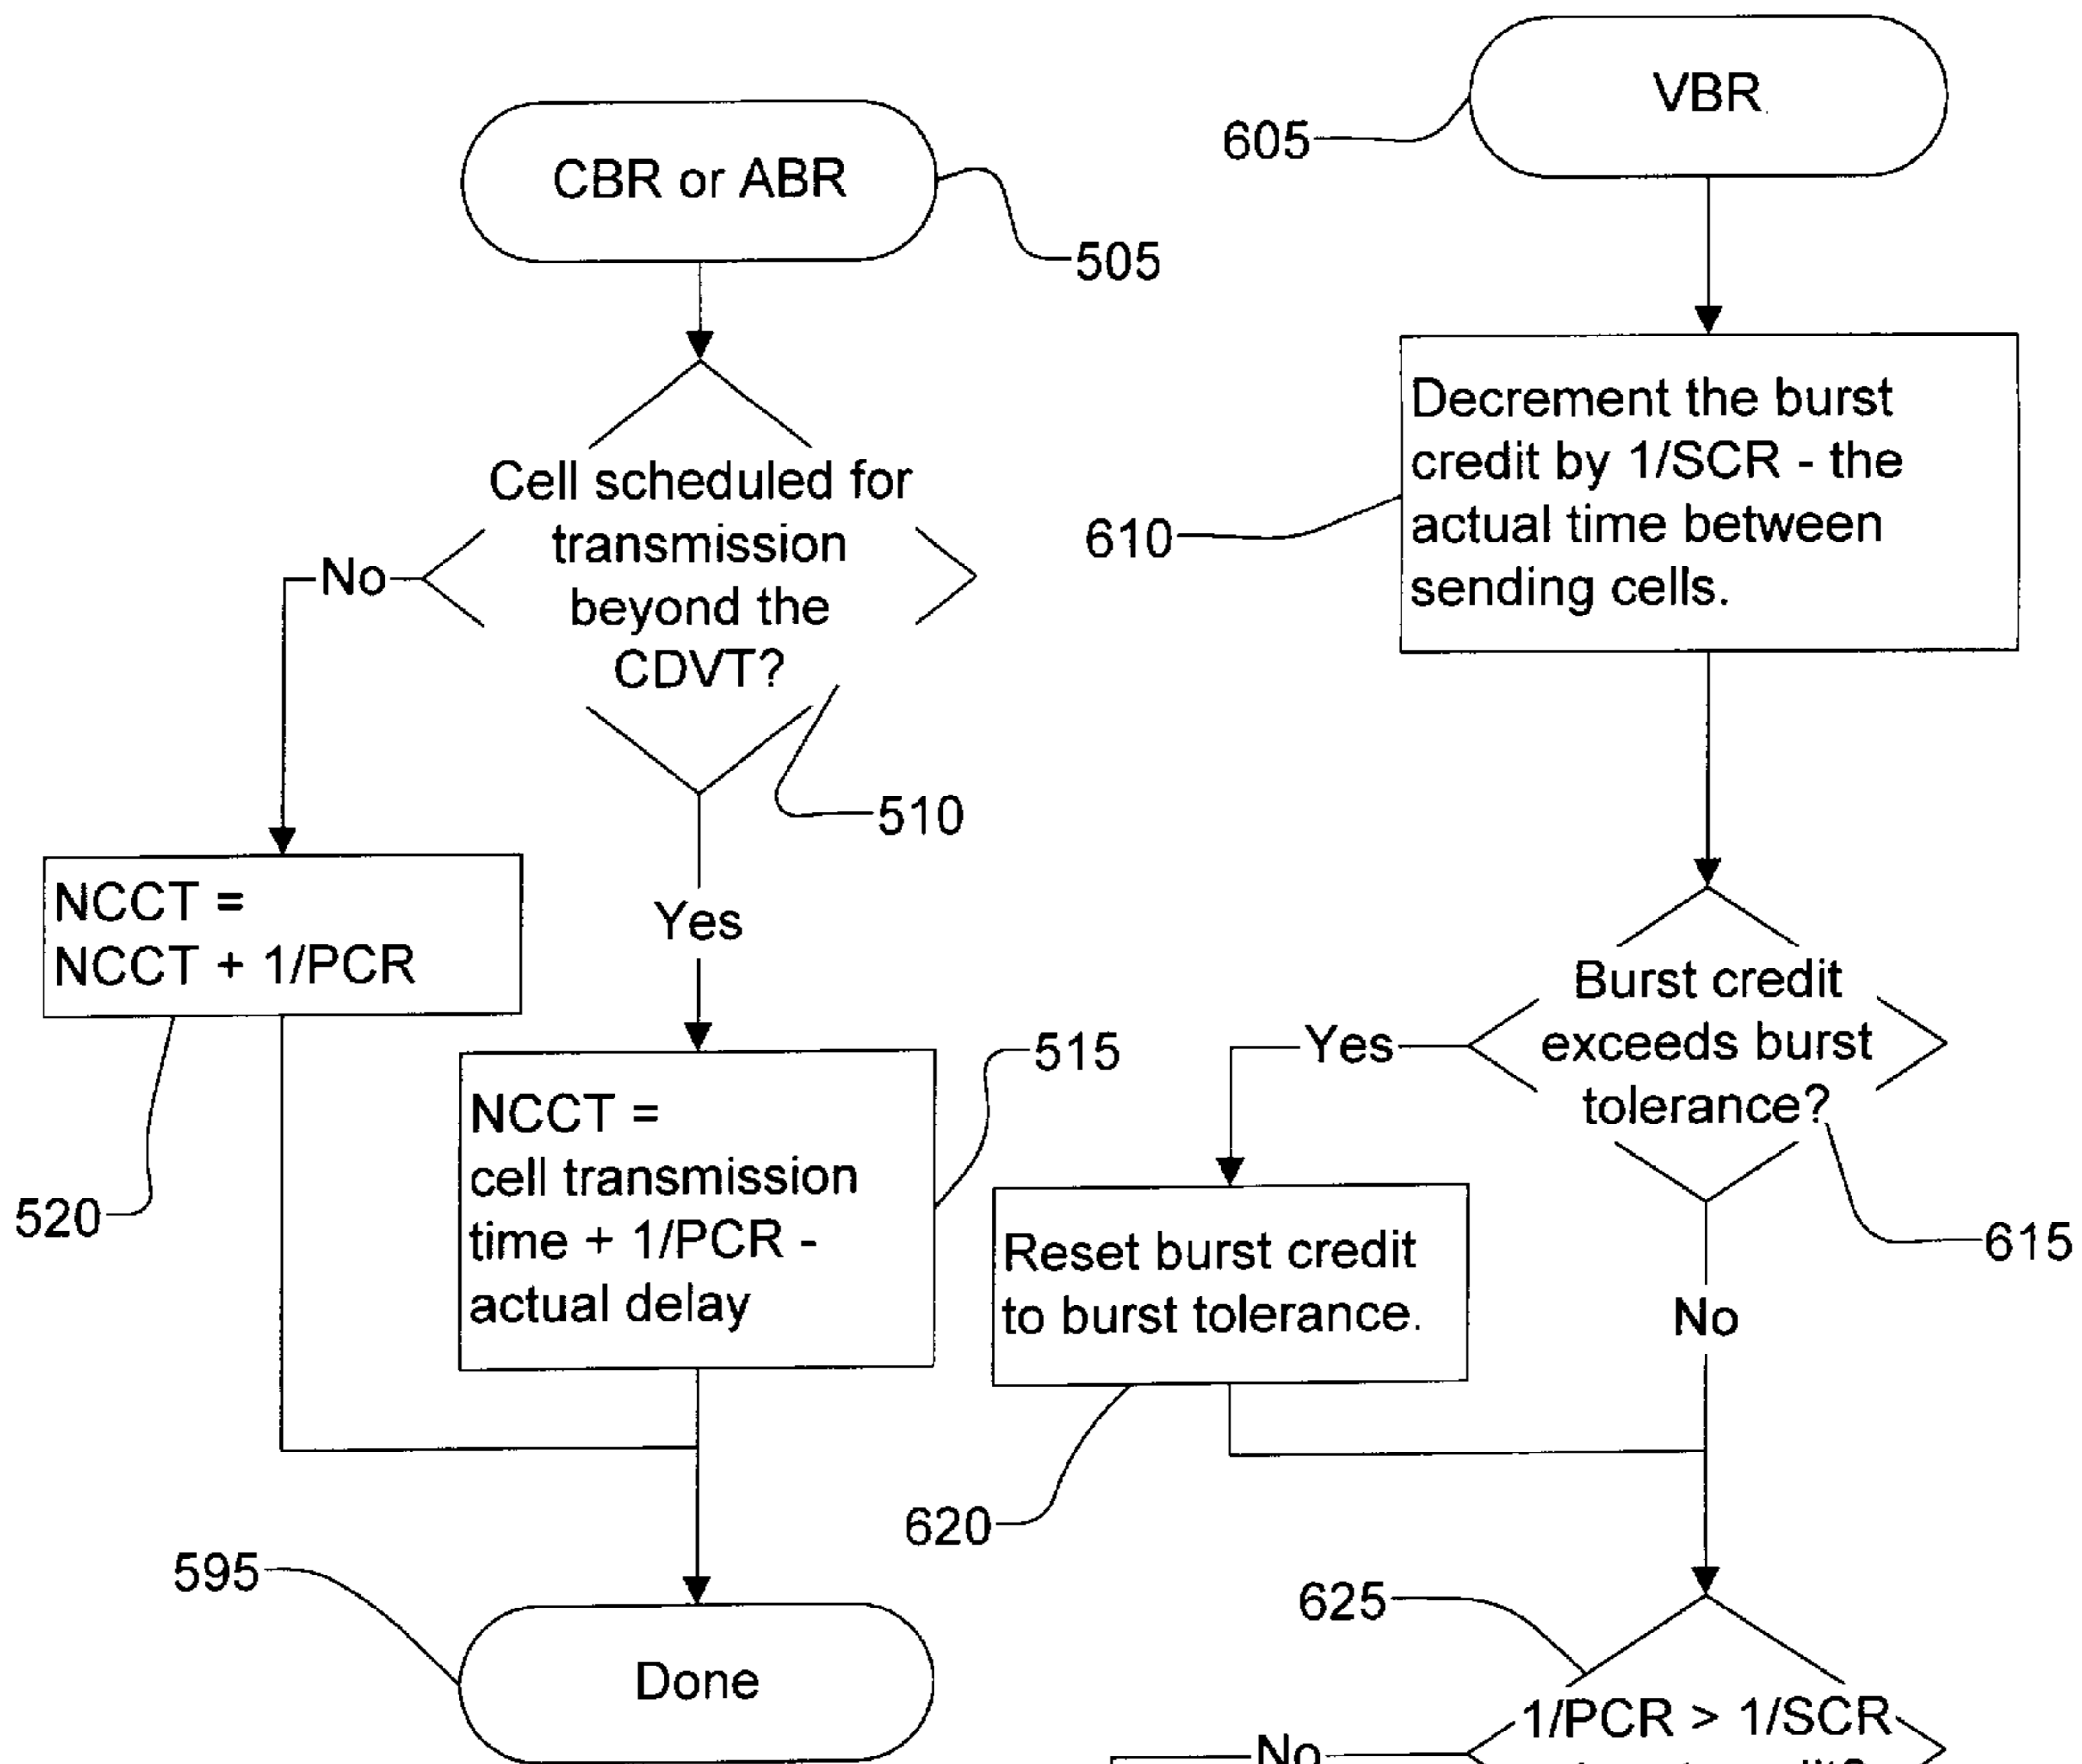 CBR or ABR
505
Cell scheduled for
transmission
beyond the
CDVT?
510
No
Yes
NCCT =
NCCT + 1/PCR
520
NCCT =
cell transmission
time + 1/PCR -
actual delay
515
595
Done
VBR
605
Decrement the burst
credit by 1/SCR - the
actual time between
sending cells.
610
Burst credit
exceeds burst
tolerance?
615
Yes
No
Reset burst credit
to burst tolerance.
620
625
1/PCR > 1/SCR
No